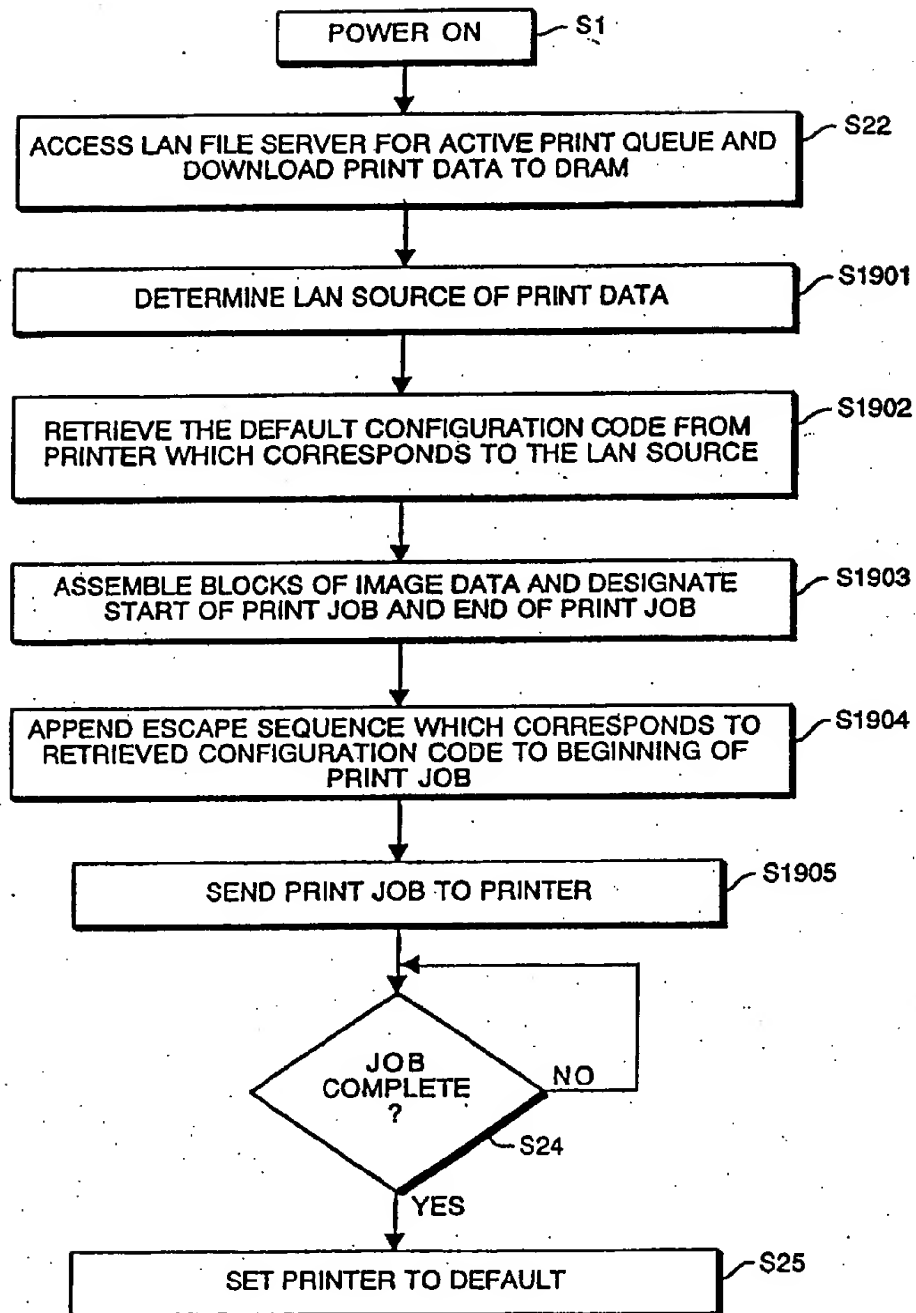 POWER ON
S1
ACCESS LAN FILE SERVER FOR ACTIVE PRINT QUEUE AND
DOWNLOAD PRINT DATA TO DRAM
S22
DETERMINE LAN SOURCE OF PRINT DATA
S1901
RETRIEVE THE DEFAULT CONFIGURATION CODE FROM
PRINTER WHICH CORRESPONDS TO THE LAN SOURCE
S1902
ASSEMBLE BLOCKS OF IMAGE DATA AND DESIGNATE
START OF PRINT JOB AND END OF PRINT JOB
S1903
APPEND ESCAPE SEQUENCE WHICH CORRESPONDS TO
RETRIEVED CONFIGURATION CODE TO BEGINNING OF
PRINT JOB
S1904
SEND PRINT JOB TO PRINTER
S1905
JOB
COMPLETE
?
NO
S24
YES
SET PRINTER TO DEFAULT
S25